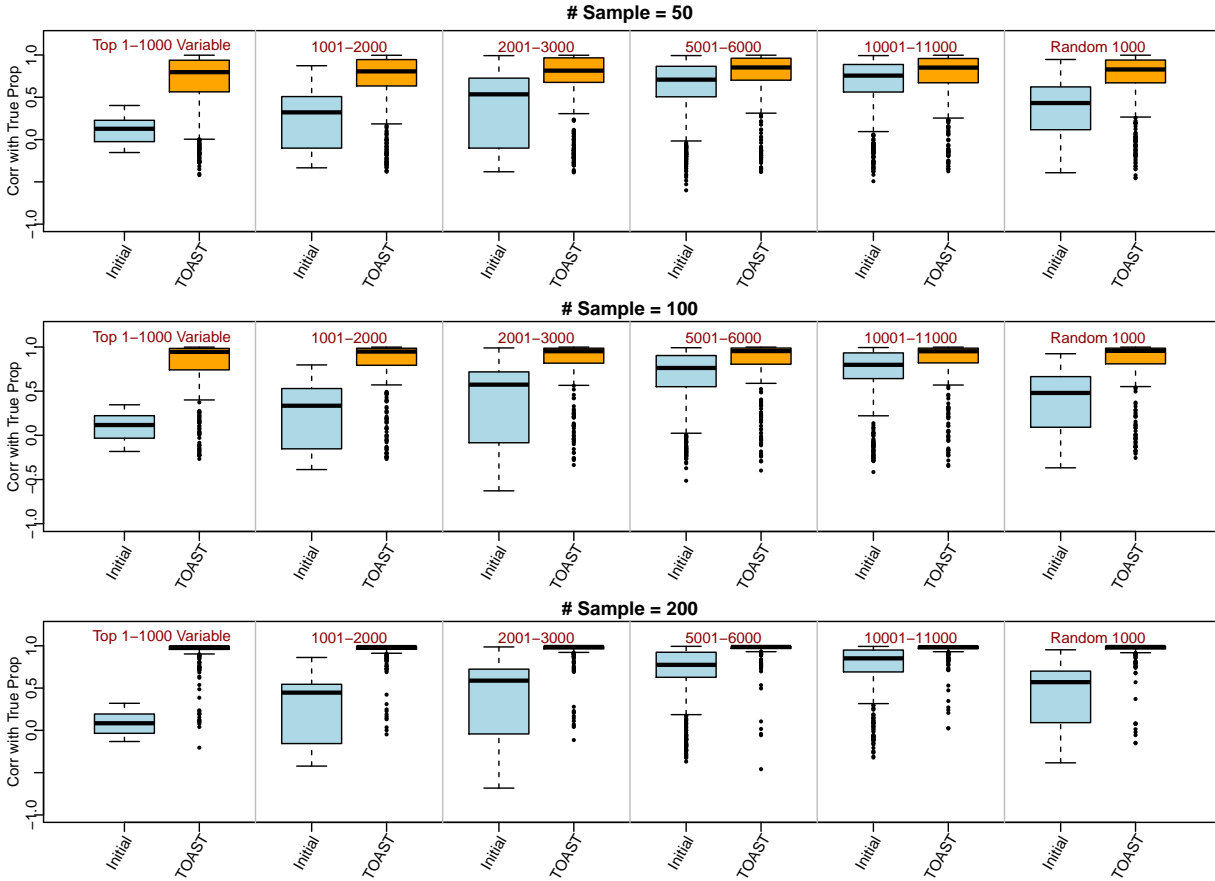 # Sample = 50
Top 1−1000 Variable 1001−2000 2001−3000 5001−6000 10001−11000 Random 1000
Corr with True Prop
1.0
0.5
0.0
−1.0
Initial TOAST Initial TOAST Initial TOAST Initial TOAST Initial TOAST Initial TOAST
# Sample = 100
Top 1−1000 Variable 1001−2000 2001−3000 5001−6000 10001−11000 Random 1000
Corr with True Prop
1.0
0.5
0.0
−0.5
−1.0
Initial TOAST Initial TOAST Initial TOAST Initial TOAST Initial TOAST Initial TOAST
# Sample = 200
Top 1−1000 Variable 1001−2000 2001−3000 5001−6000 10001−11000 Random 1000
Corr with True Prop
1.0
0.5
0.0
−1.0
Initial TOAST Initial TOAST Initial TOAST Initial TOAST Initial TOAST Initial TOAST